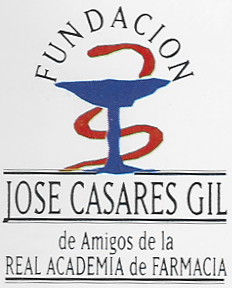 FUNDACION
JOSE CASARES GIL
de Amigos de la
REAL ACADEMIA de FARMACIA